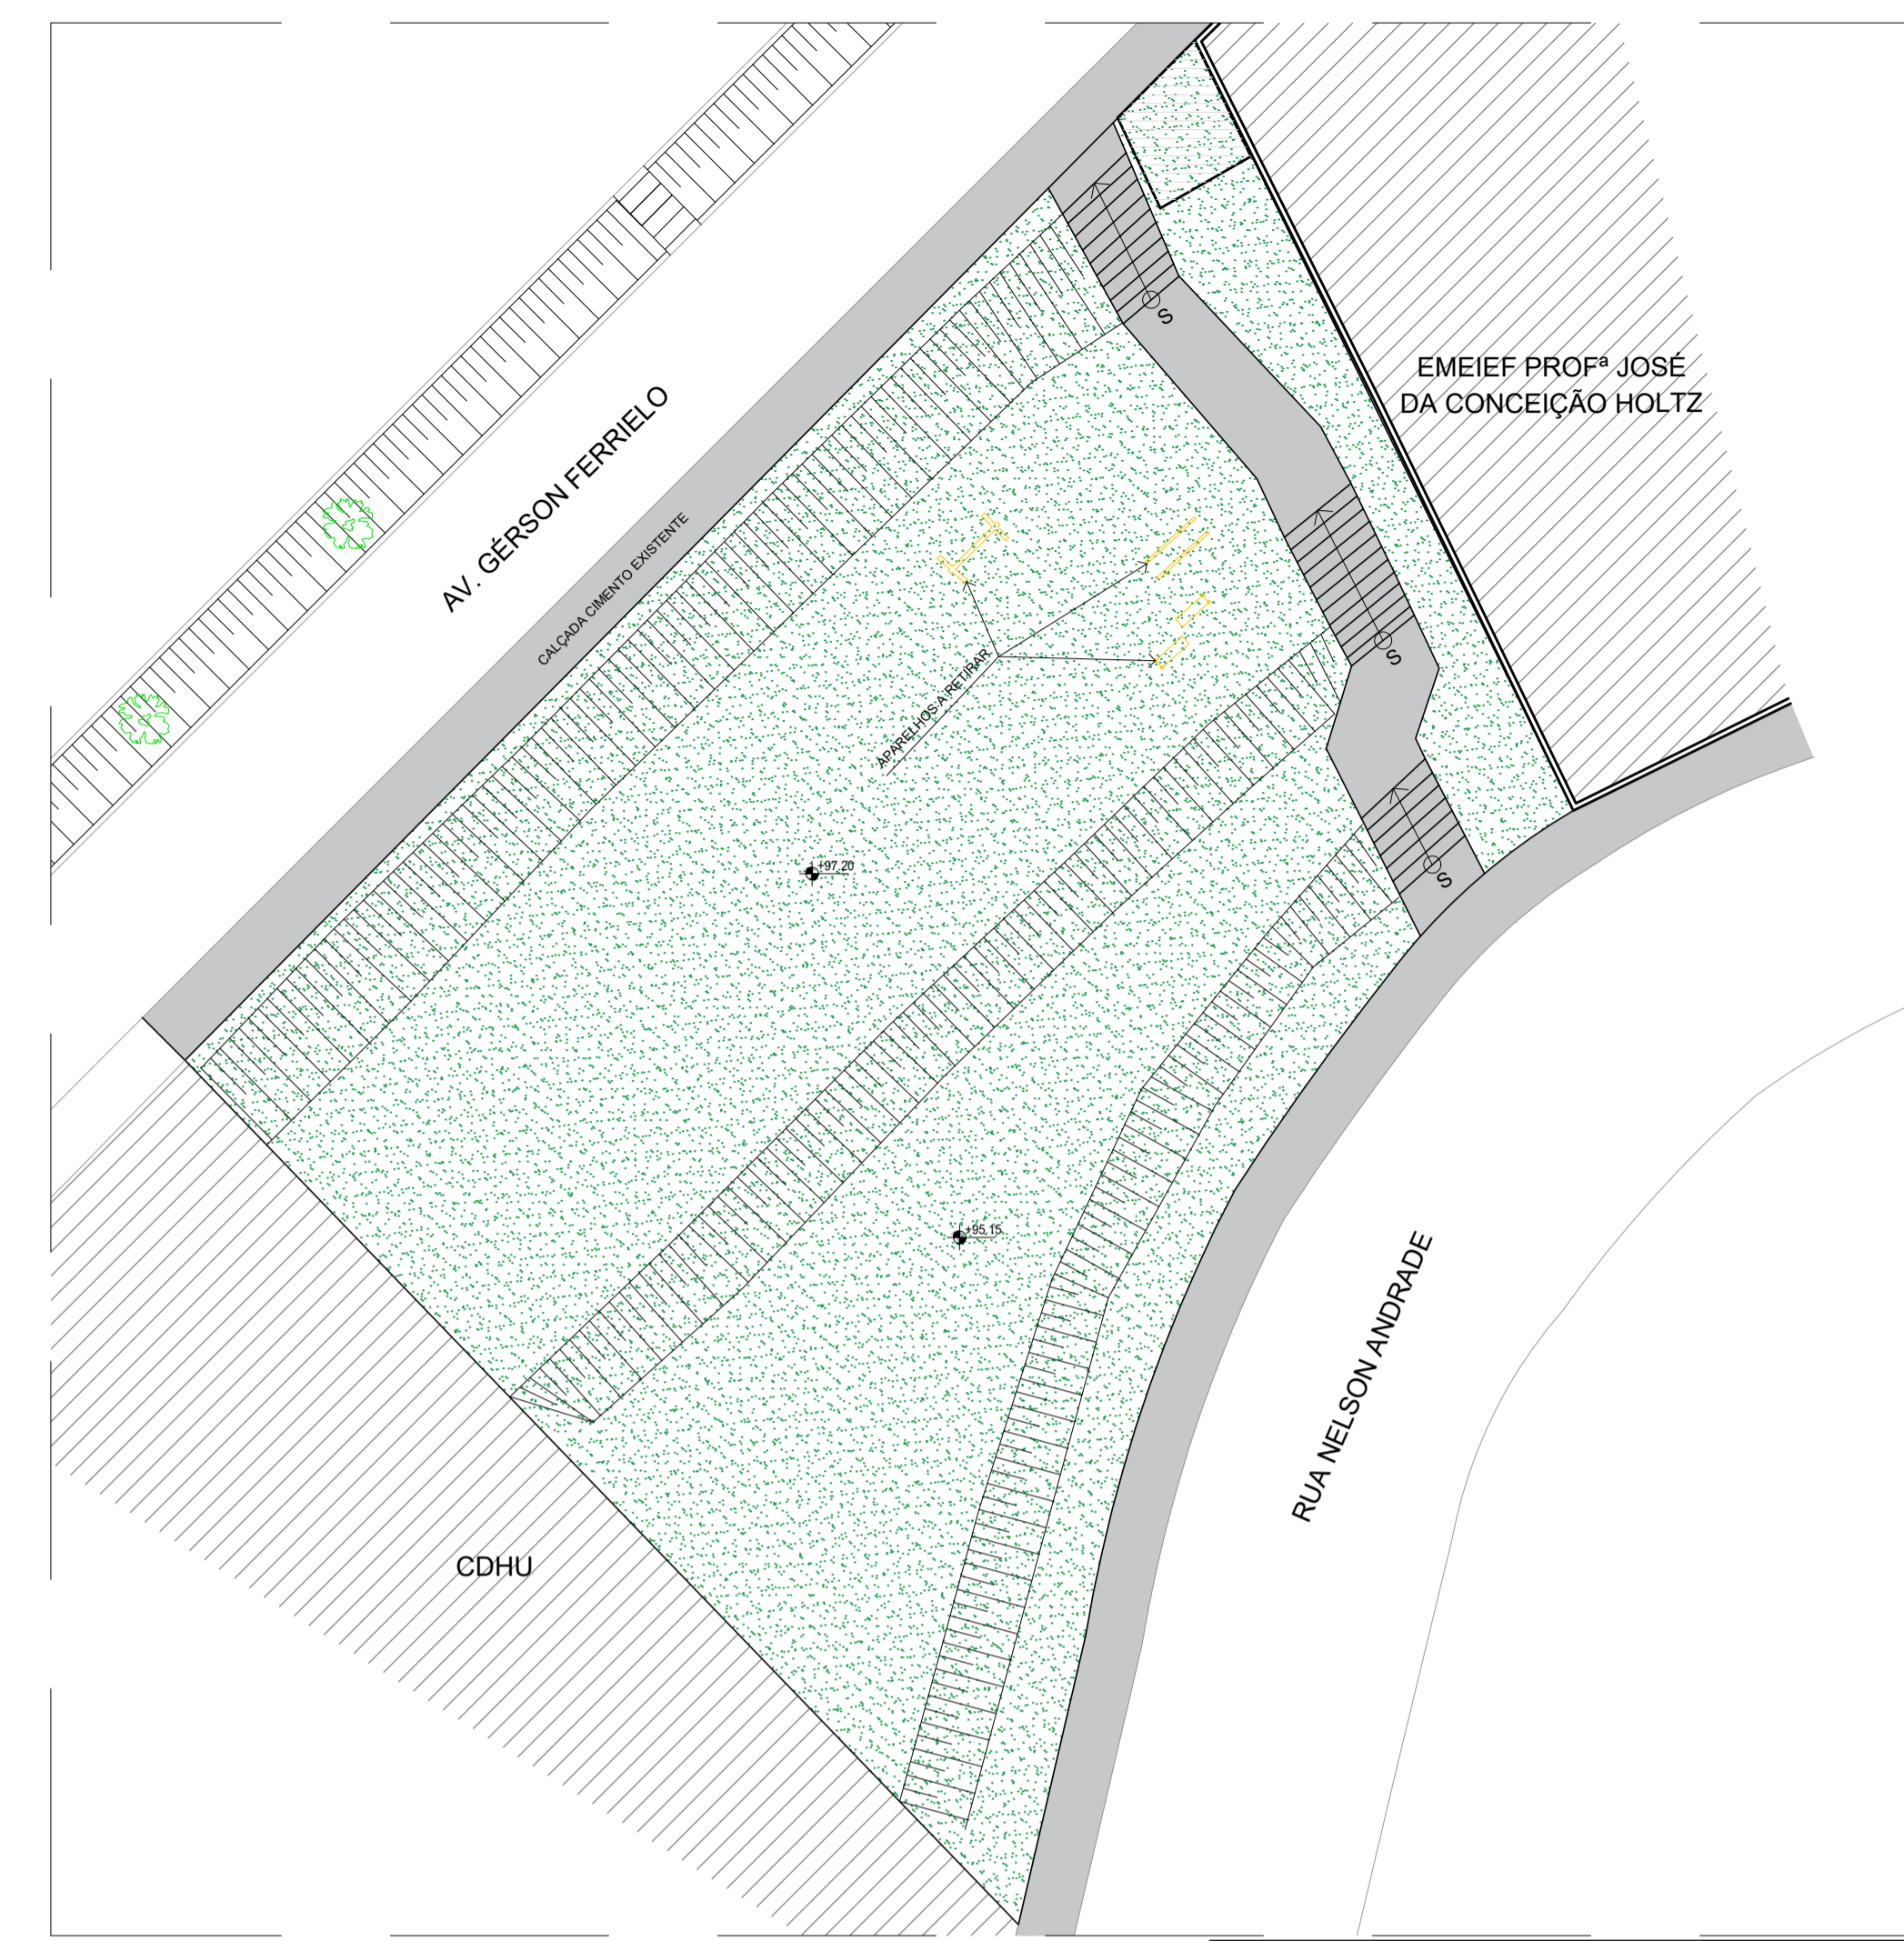 EMEIEF PROFª JOSÉ
DA CONCEIÇÃO HOLTZ
AV. GÉRSON FERRIELO
CALÇADA CIMENTO EXISTENTE
S
S
APARELHOS A RETIRAR
S
+97,20
+95,15
RUA NELSON ANDRADE
CDHU